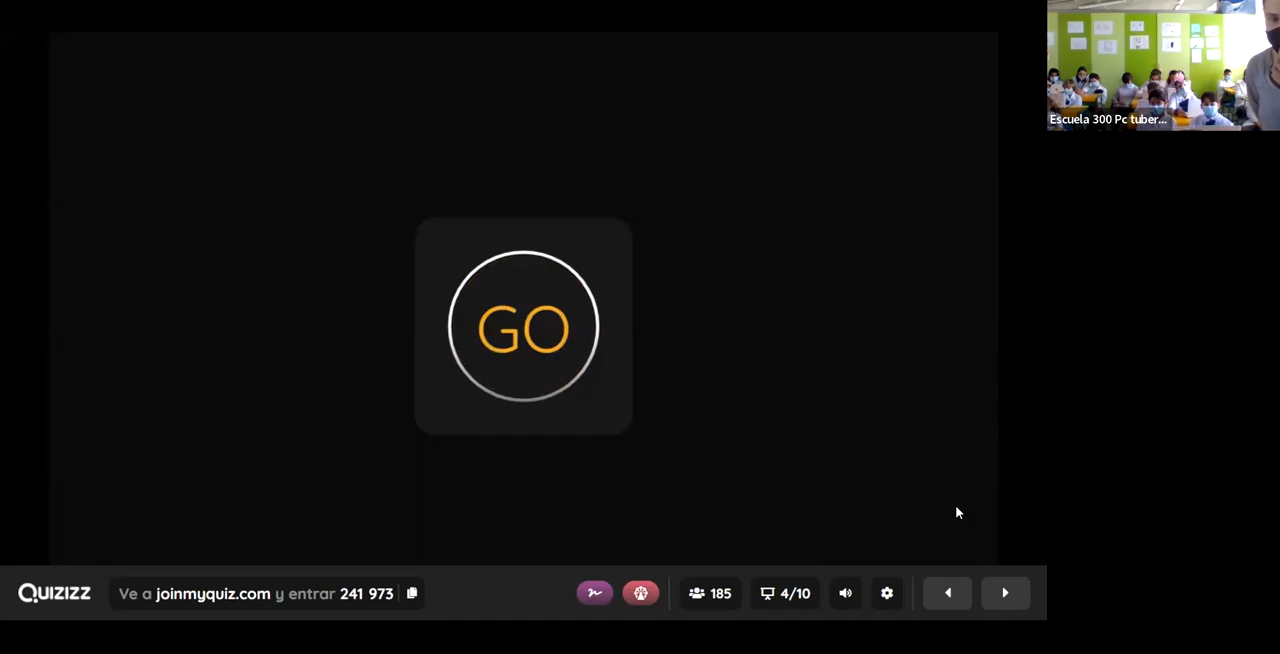 Escuela 300 Pc tuber...
GO
QUIZIZZ
Ve a joinmyquiz.com y entrar 241 973
185
4/10